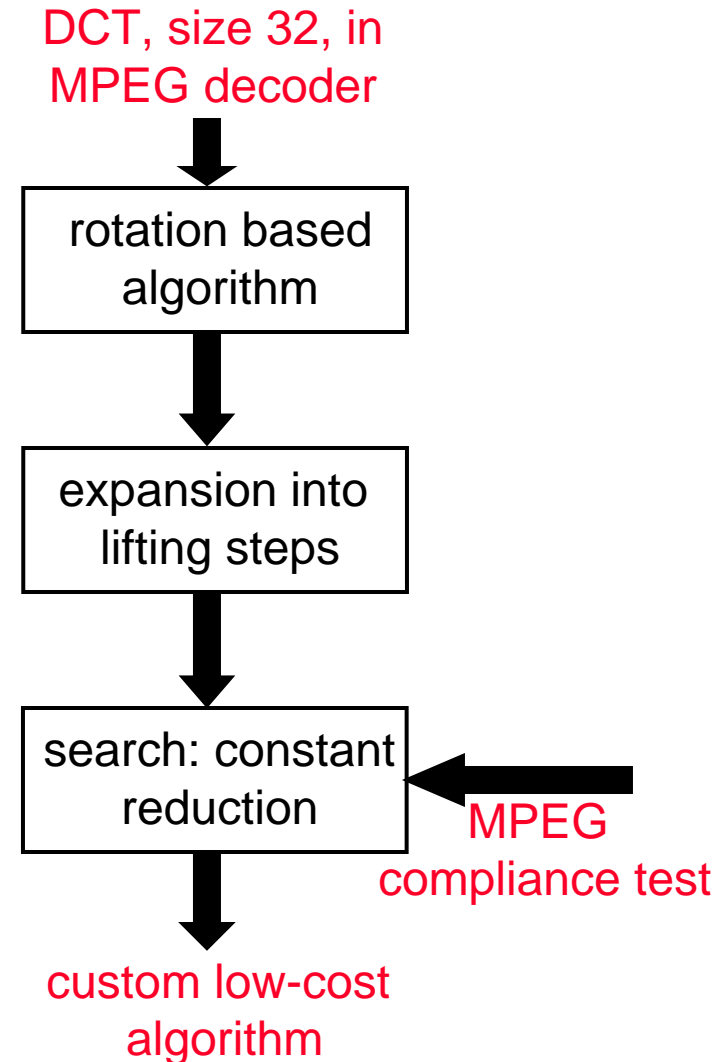 DCT, size 32, in
MPEG decoder
rotation based
algorithm
expansion into
lifting steps
search: constant
reduction
MPEG
compliance test
custom low-cost
algorithm